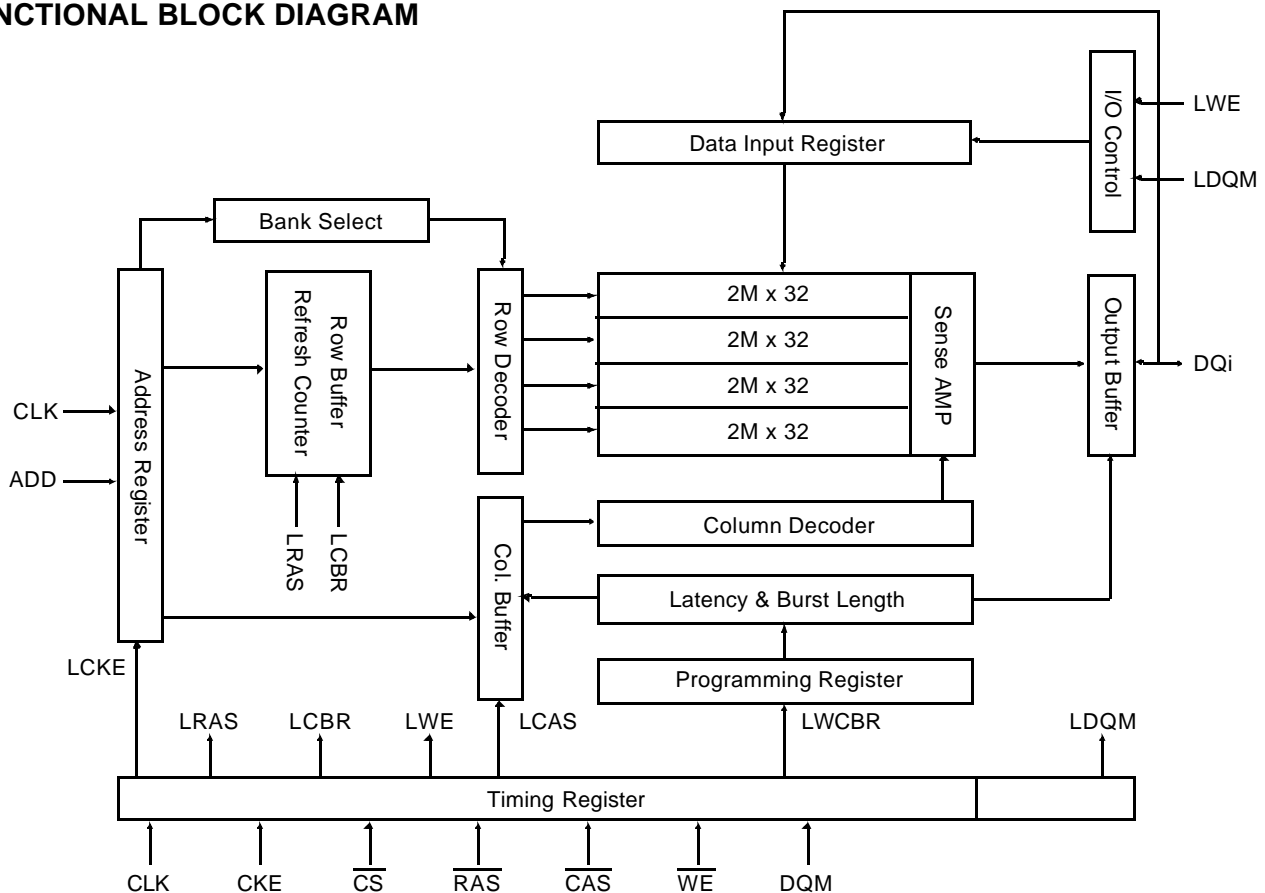 NCTIONAL BLOCK DIAGRAM
I/O Control
LWE
LDQM
Data Input Register
Bank Select
CLK
ADD
Address Register
Row Buffer
Refresh Counter
LRAS
LCBR
Row Decoder
2M x 32
2M x 32
2M x 32
2M x 32
Sense AMP
Output Buffer
DQi
Col. Buffer
Column Decoder
Latency & Burst Length
Programming Register
LCKE
LRAS
LCBR
LWE
LCAS
LWCBR
LDQM
Timing Register
CLK
CKE
CS
RAS
CAS
WE
DQM